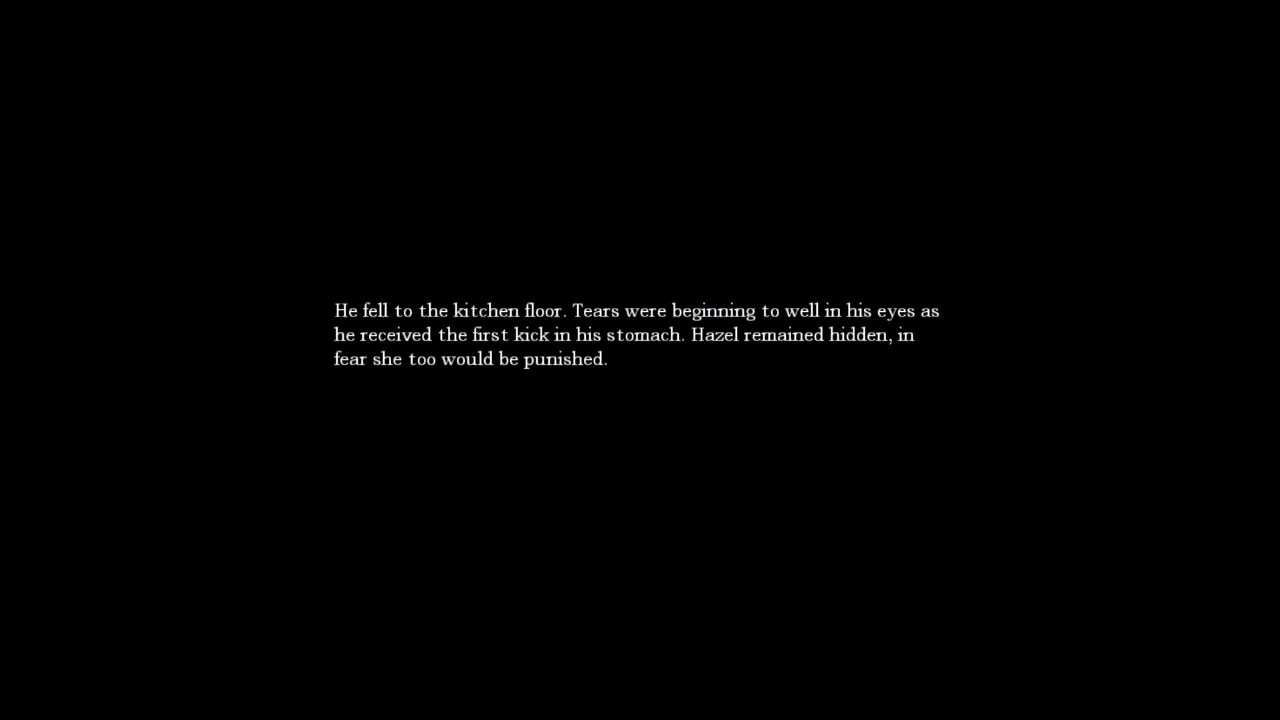 He fell to the kitchen floor. Tears were beginning to well in his eyes as
he received the first kick in his stomach. Hazel remained hidden, in
fear she too would be punished.